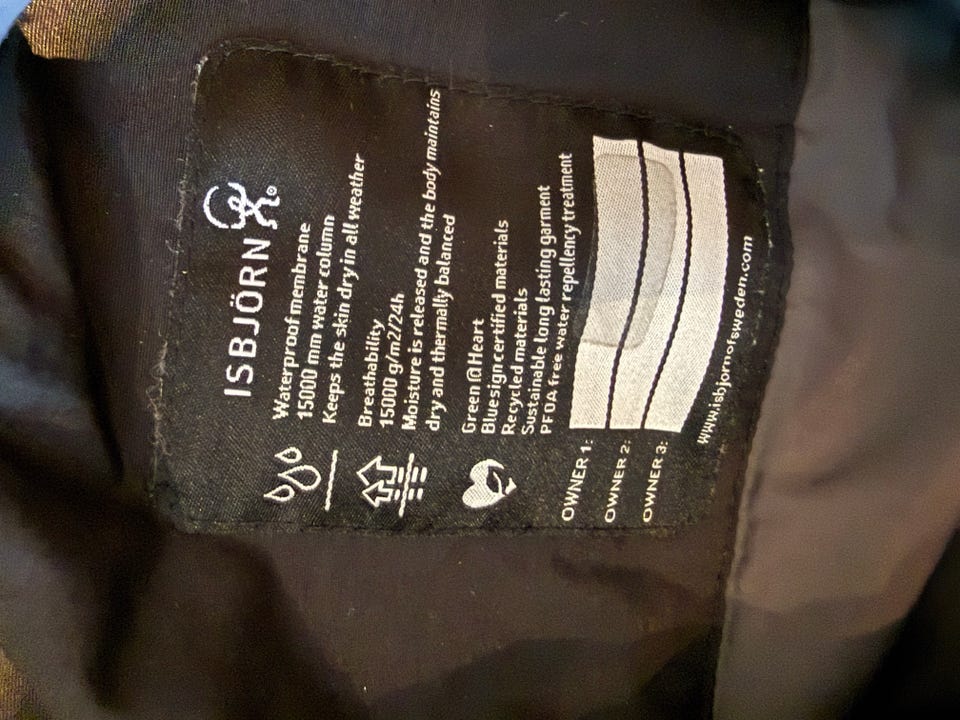 ISBJÖRN
Waterproof membrane
15000 mm water column
Keeps the skin dry in all weather
Breathability
15000 g/m2/24h
Moisture is released and the body maintains
dry and thermally balanced
Green @ Heart
Bluesign certified materials
Recycled materials
Sustainable long lasting garment
PFOA free water repellency treatment
OWNER 1:
OWNER 2:
OWNER 3:
www.isbjornofsweden.com